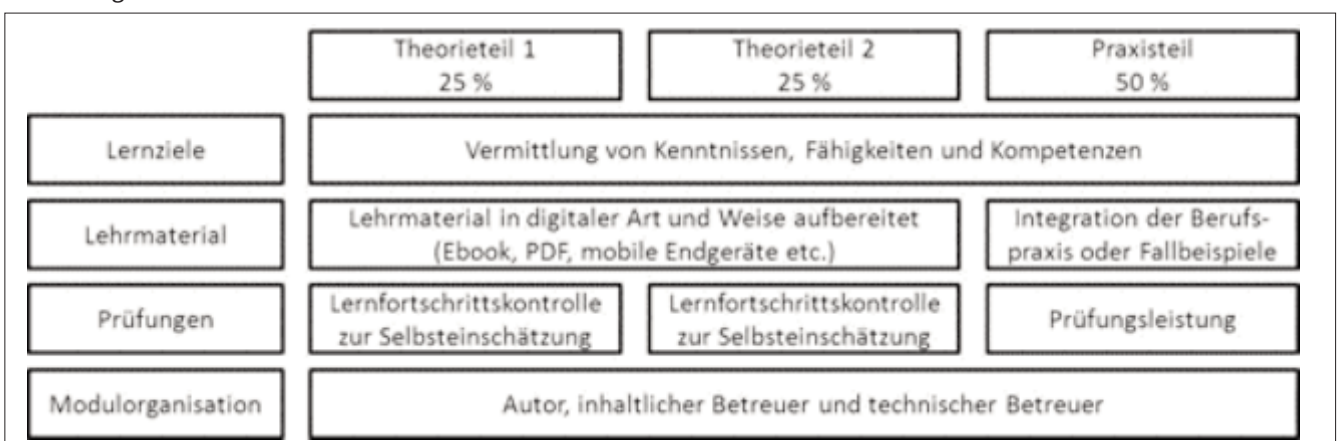 Theorieteil 1
25 %
Theorieteil 2
25 %
Praxisteil
50 %
Lernziele
Vermittlung von Kenntnissen, Fähigkeiten und Kompetenzen
Lehrmaterial
Lehrmaterial in digitaler Art und Weise aufbereitet
(Ebook, PDF, mobile Endgeräte etc.)
Integration der Berufs-
praxis oder Fallbeispiele
Prüfungen
Lernfortschrittskontrolle
zur Selbsteinschätzung
Lernfortschrittskontrolle
zur Selbsteinschätzung
Prüfungsleistung
Modulorganisation
Autor, inhaltlicher Betreuer und technischer Betreuer